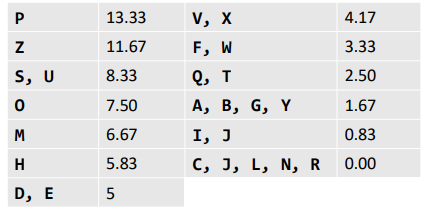 P 13.33 V, X 4.17
Z 11.67 F, W 3.33
S, U 8.33 Q, T 2.50
O 7.50 A, B, G, Y 1.67
M 6.67 I, J 0.83
H 5.83 C, J, L, N, R 0.00
D, E 5